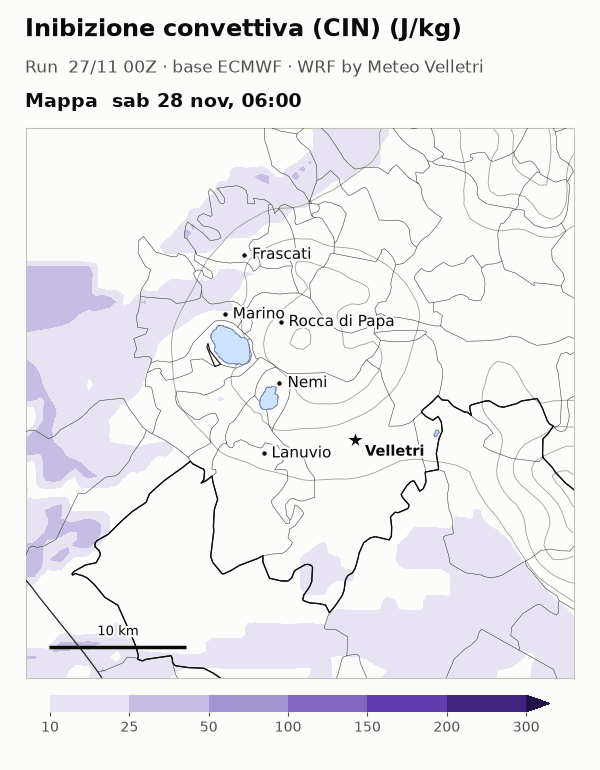 Inibizione convettiva (CIN) (J/kg)
Run  27/11 00Z · base ECMWF · WRF by Meteo Velletri
Mappa  sab 28 nov, 06:00
Frascati
Marino
Rocca di Papa
Nemi
Lanuvio
Velletri
10 km
10 25 50 100 150 200 300